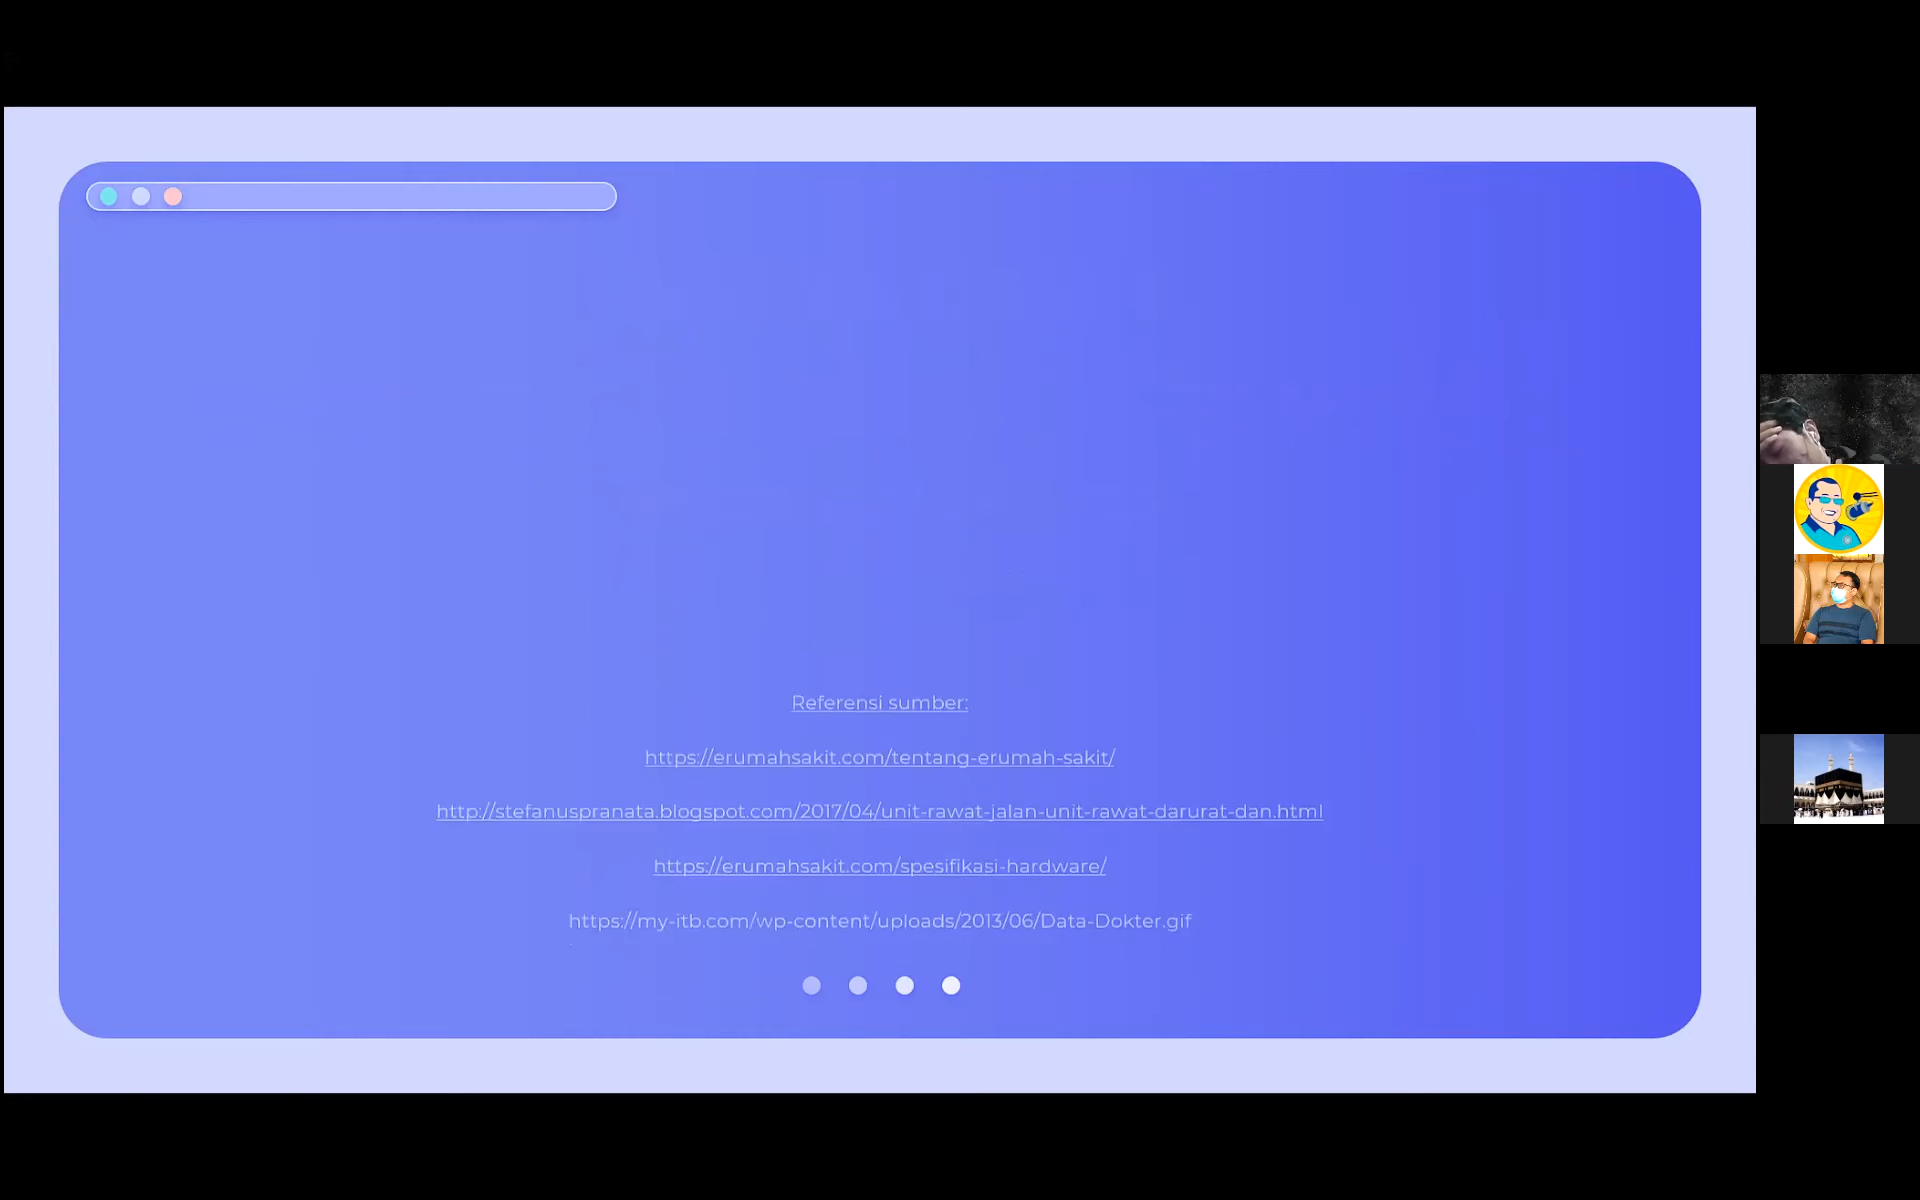 Referensi sumber:
https://erumahsakit.com/tentang-erumah-sakit/
http://stefanuspranata.blogspot.com/2017/04/unit-rawat-jalan-unit-rawat-darurat-dan.html
https://erumahsakit.com/spesifikasi-hardware/
https://my-itb.com/wp-content/uploads/2013/06/Data-Dokter.gif